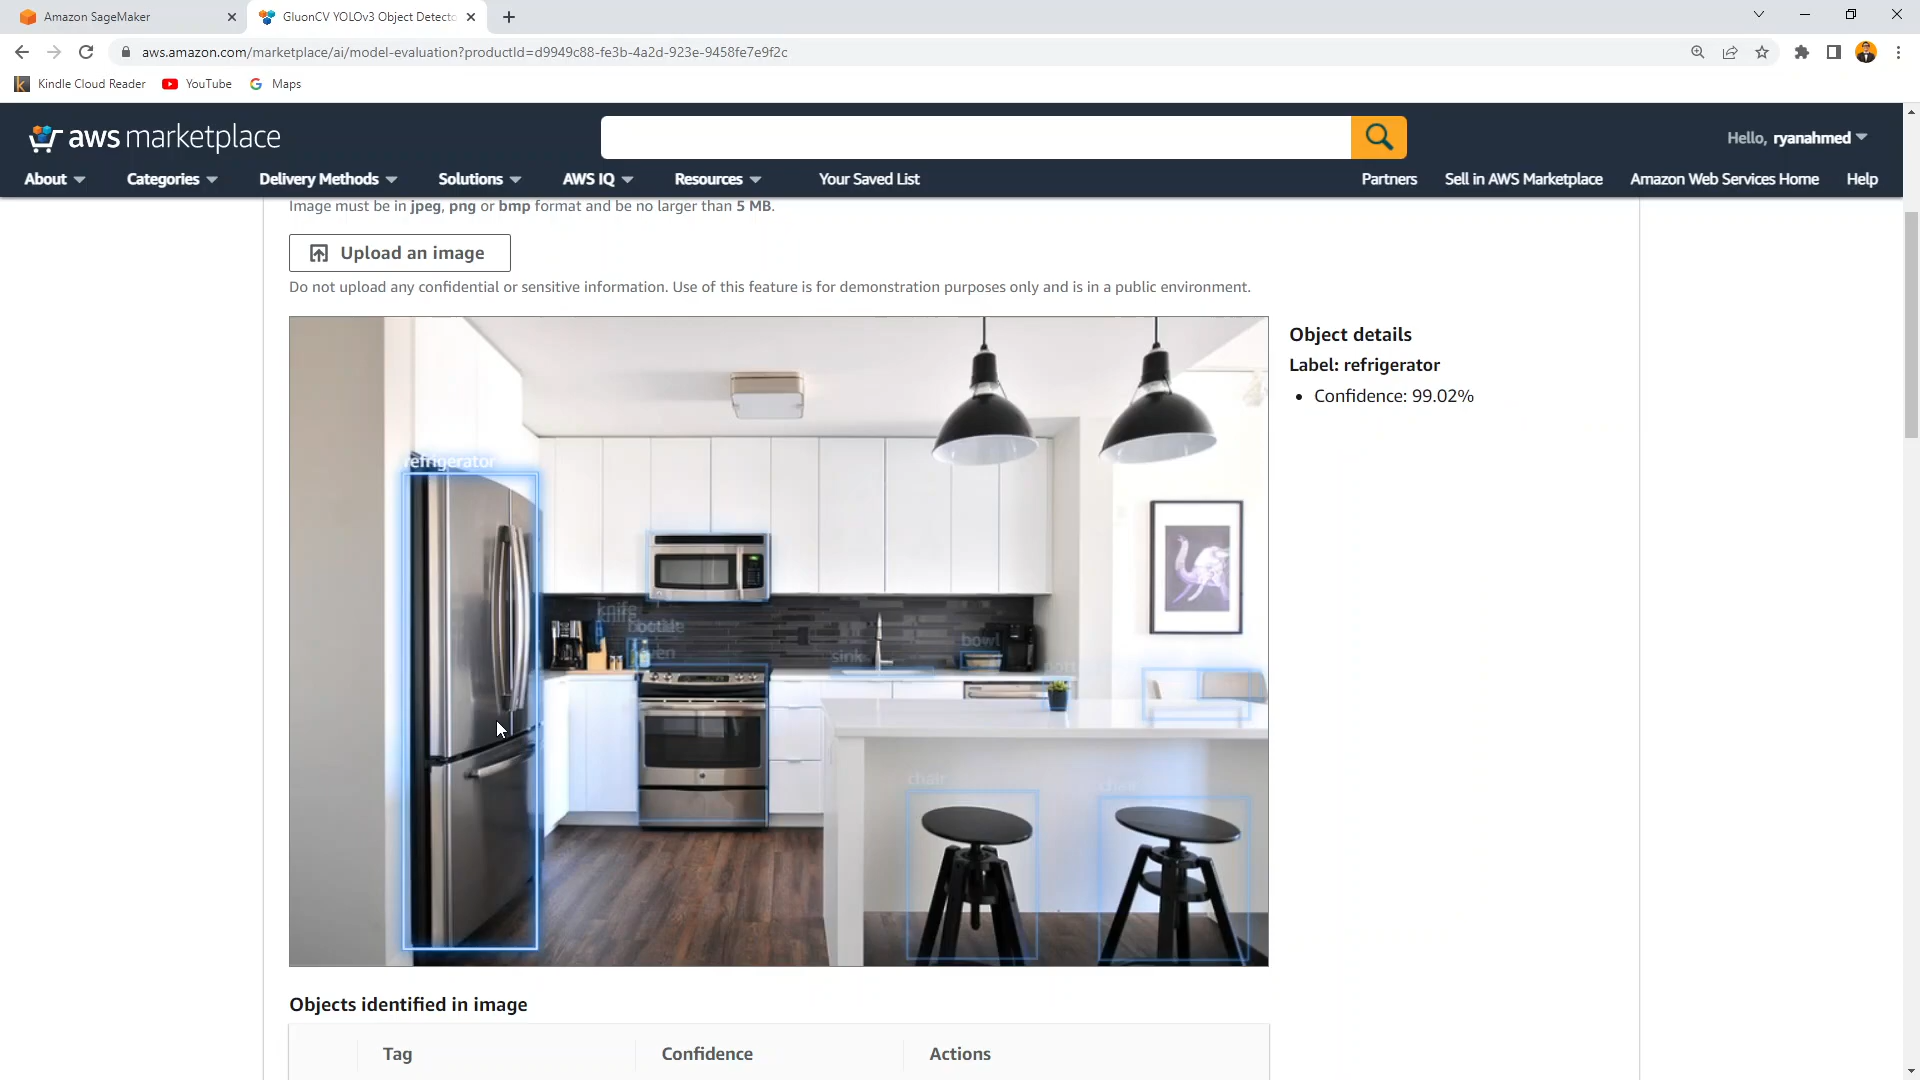 Amazon SageMaker
GluonCV YOLOv3 Object Detecto
aws.amazon.com/marketplace/ai/model-evaluation?productId=d9949c88-fe3b-4a2d-923e-9458fe7e9f2c
Kindle Cloud Reader YouTube Maps
aws marketplace
Hello, ryanahmed
About Categories Delivery Methods Solutions AWS IQ Resources Your Saved List Partners Sell in AWS Marketplace Amazon Web Services Home Help
Image must be in jpeg, png or bmp format and be no larger than 5 MB.
Upload an image
Do not upload any confidential or sensitive information. Use of this feature is for demonstration purposes only and is in a public environment.
Object details
Label: refrigerator
• Confidence: 99.02%
refrigerator
knife
knife
bowl
sink
chair
chair
Objects identified in image
Tag Confidence Actions